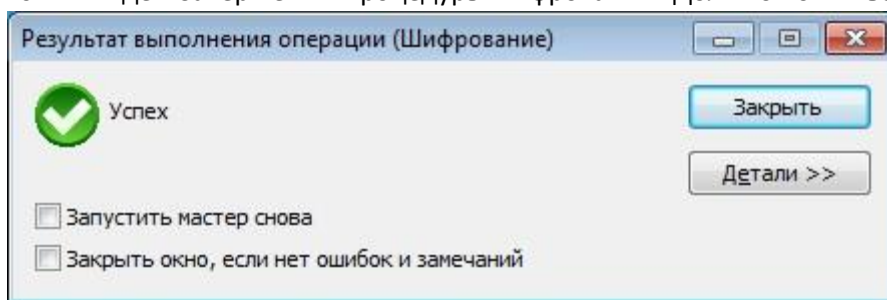 Результат выполнения операции (Шифрование)
Успех
Закрыть
Детали >>
Запустить мастер снова
Закрыть окно, если нет ошибок и замечаний